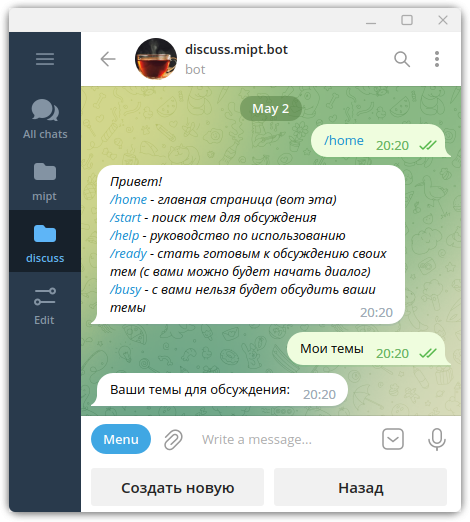 discuss.mipt.bot
bot
All chats
mipt
discuss
Edit
May 2
/home 20:20
Привет!
/home - главная страница (вот эта)
/start - поиск тем для обсуждения
/help - руководство по использованию
/ready - стать готовым к обсуждению своих
тем (с вами можно будет начать диалог)
/busy - с вами нельзя будет обсудить ваши
темы
20:20
Мои темы 20:20
Ваши темы для обсуждения: 20:20
Menu
Write a message...
Создать новую
Назад